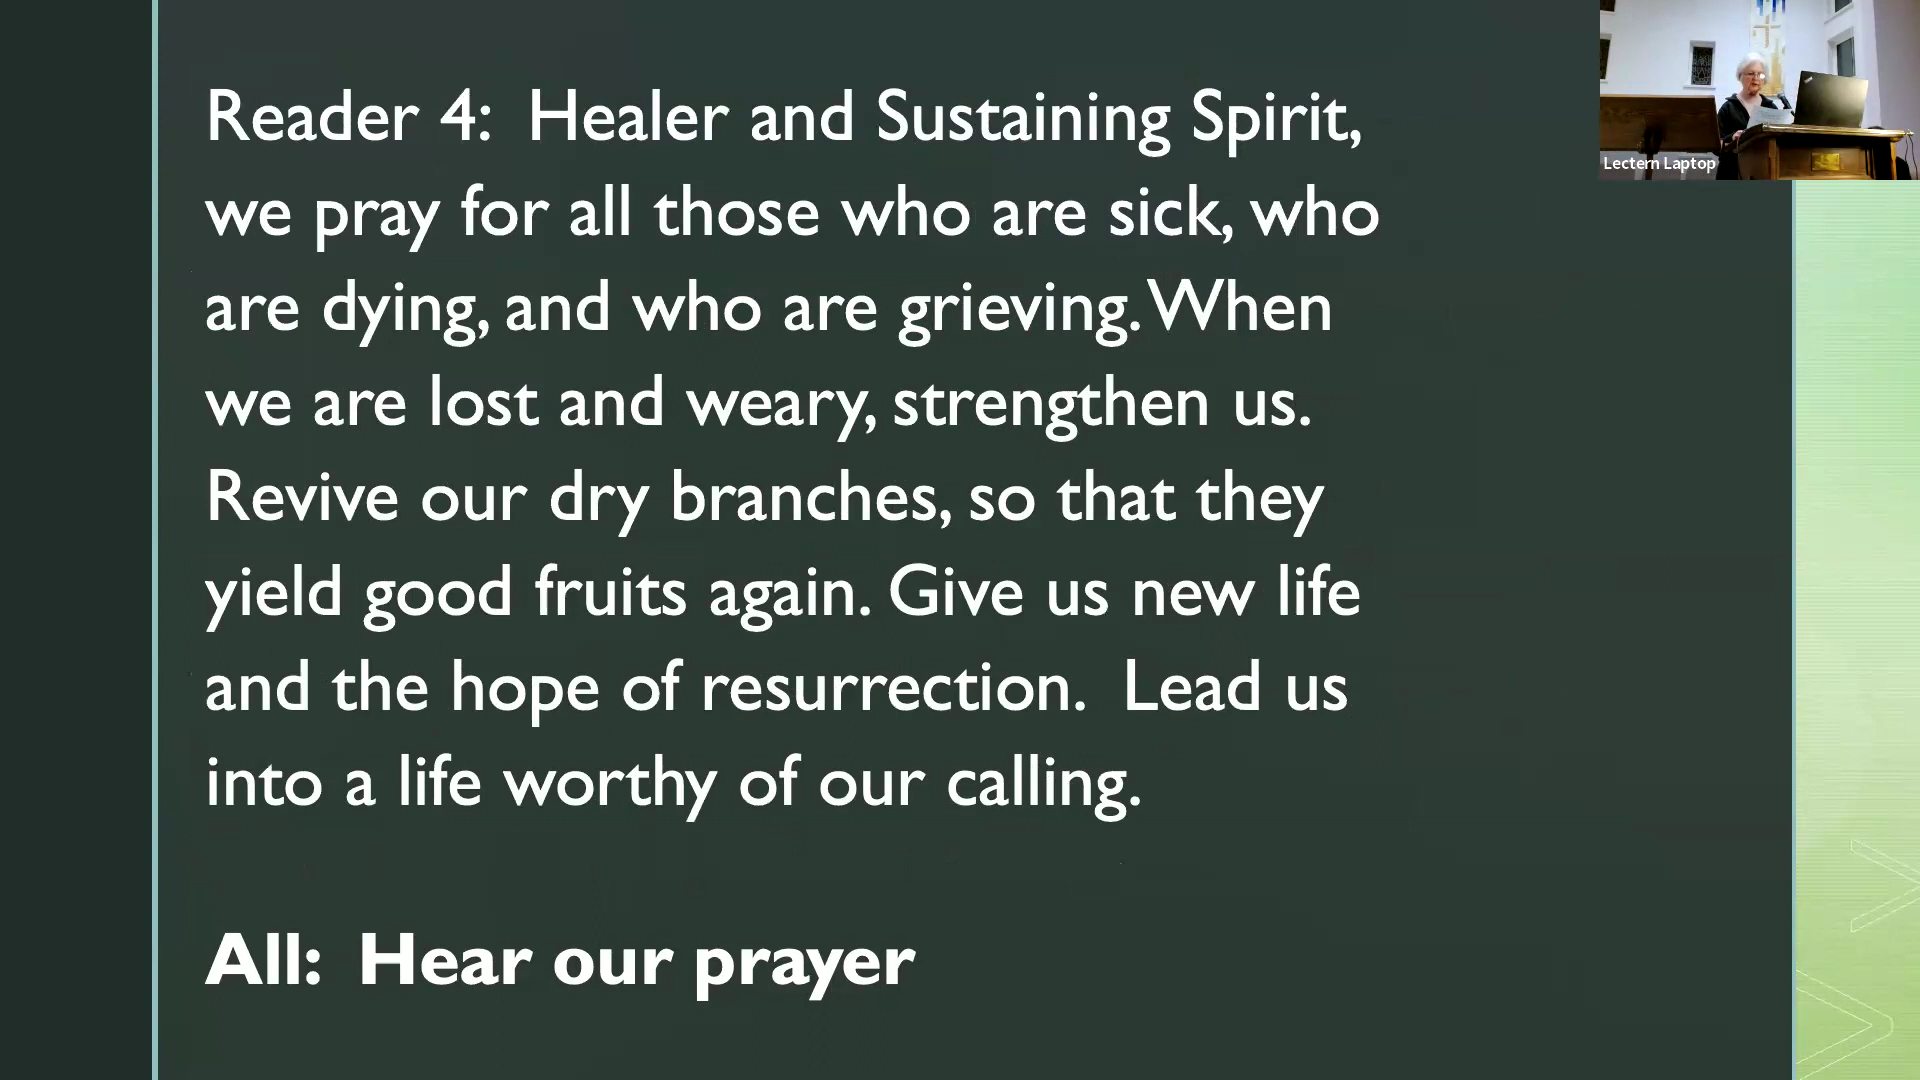 Reader 4:  Healer and Sustaining Spirit,
we pray for all those who are sick, who
are dying, and who are grieving. When
we are lost and weary, strengthen us.
Revive our dry branches, so that they
yield good fruits again. Give us new life
and the hope of resurrection.  Lead us
into a life worthy of our calling.
All:  Hear our prayer
Lectern Laptop